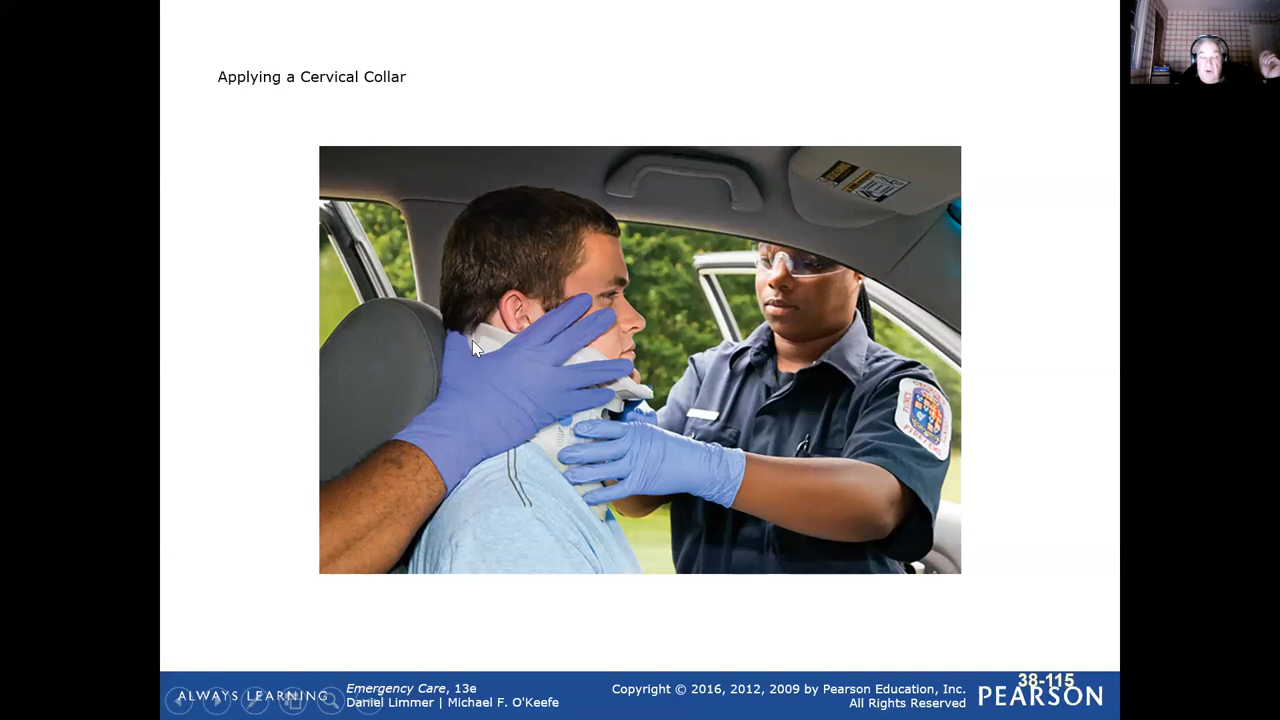 Applying a Cervical Collar
ALWAYS LEARNING
Emergency Care, 13e
Daniel Limmer | Michael F. O'Keefe
Copyright © 2016, 2012, 2009 by Pearson Education, Inc.
All Rights Reserved
38-115
PEARSON